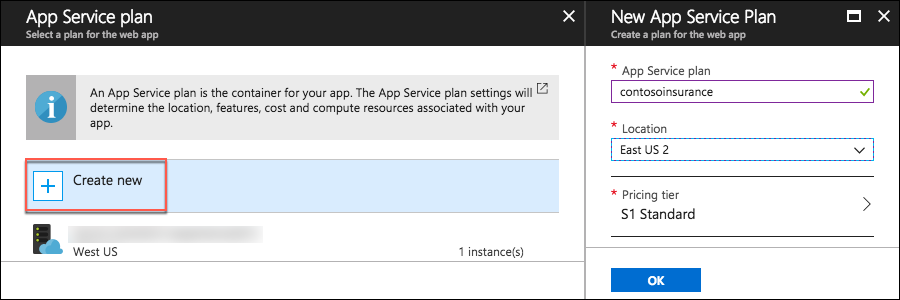 App Service plan
Select a plan for the web app
An App Service plan is the container for your app. The App Service plan settings will
determine the location, features, cost and compute resources associated with your
app.
Create new
West US
1 instance(s)
New App Service Plan
Create a plan for the web app
* App Service plan
contosoinsurance
* Location
East US 2
* Pricing tier
S1 Standard
OK